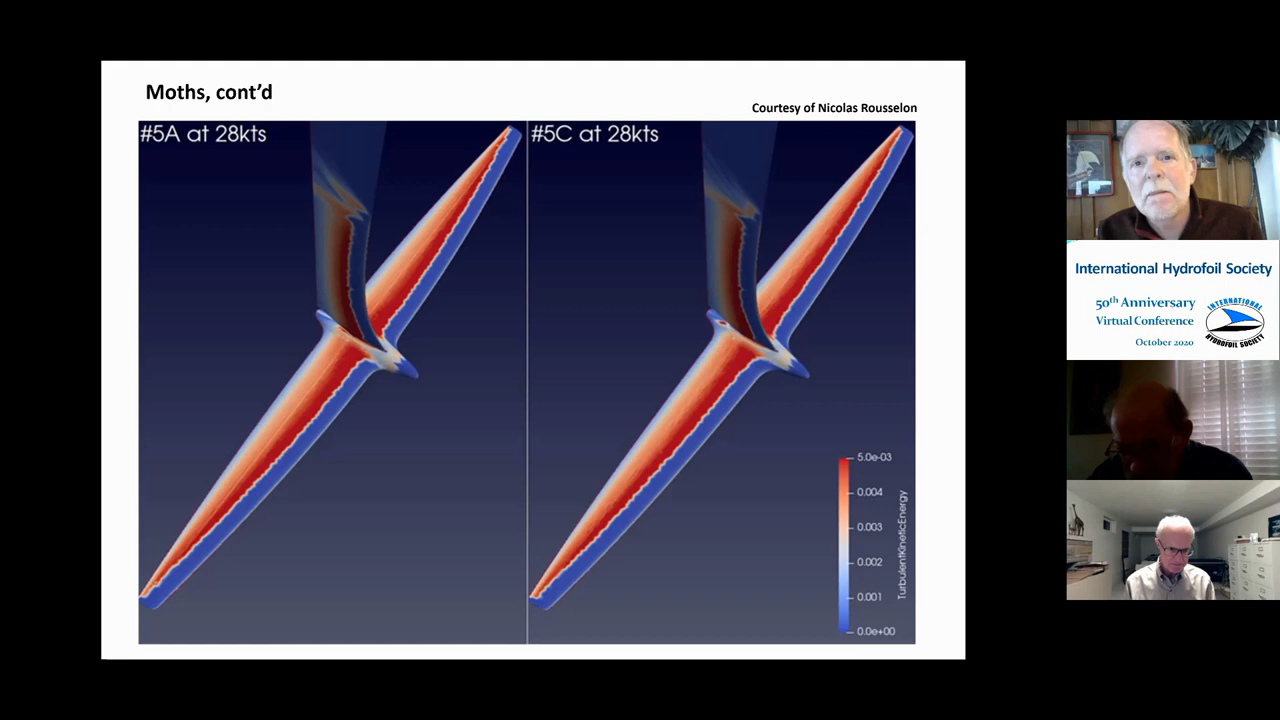 Moths, cont'd
Courtesy of Nicolas Rousselon
#5A at 28kts
#5C at 28kts
5.0e-03
0.004
0.003
0.002
0.001
0.0e+00
TurbulentKineticEnergy
International Hydrofoil Society
50th Anniversary
Virtual Conference
October 2020
INTERNATIONAL
HYDROFOIL SOCIETY